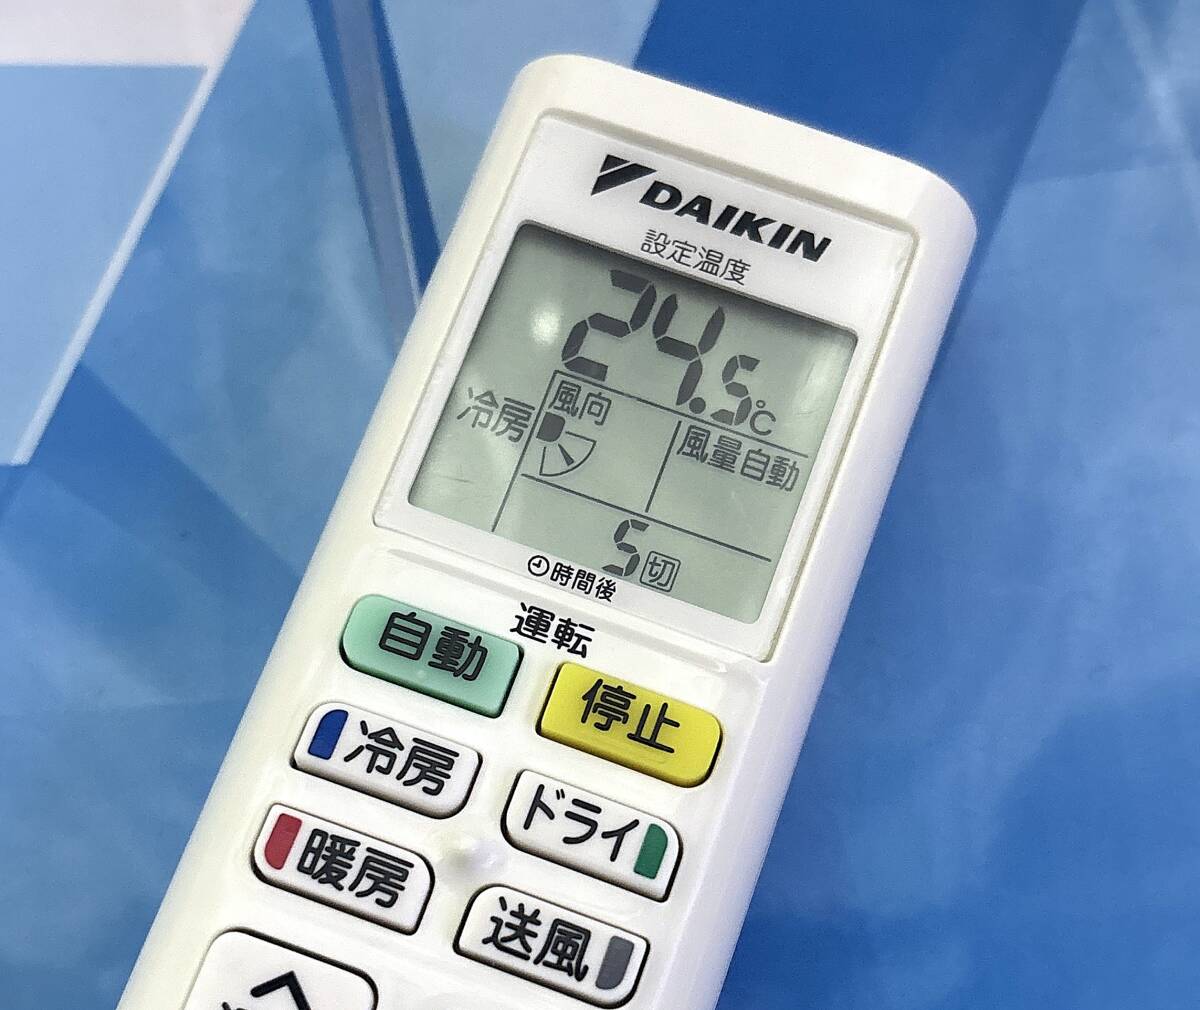 DAIKIN
設定温度
24.5℃
冷房
風向
風量自動
5切
時間後
運転
自動
停止
冷房
ドライ
暖房
送風